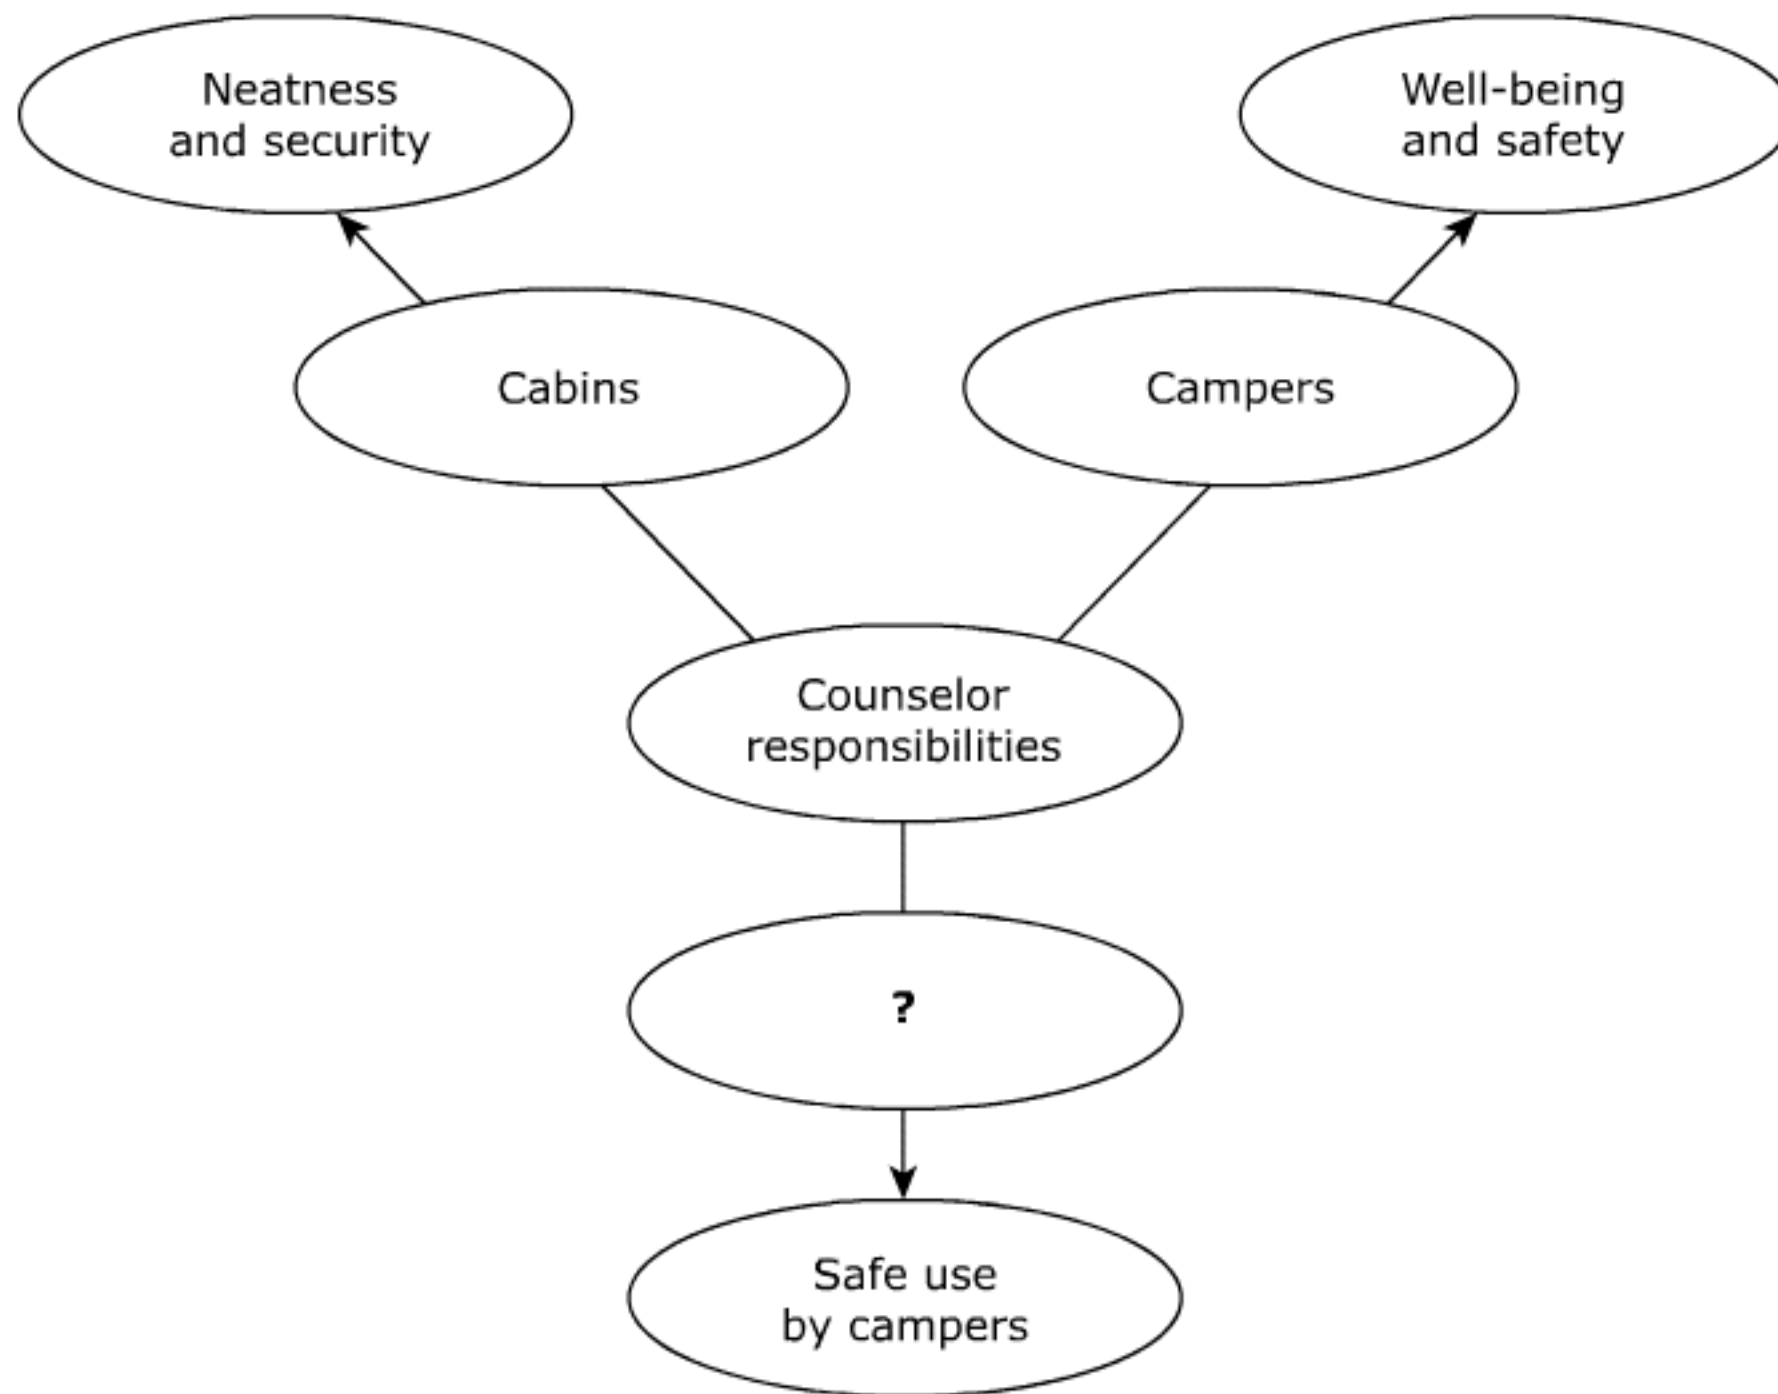 Neatness
and security
Well-being
and safety
Cabins
Campers
Counselor
responsibilities
?
Safe use
by campers